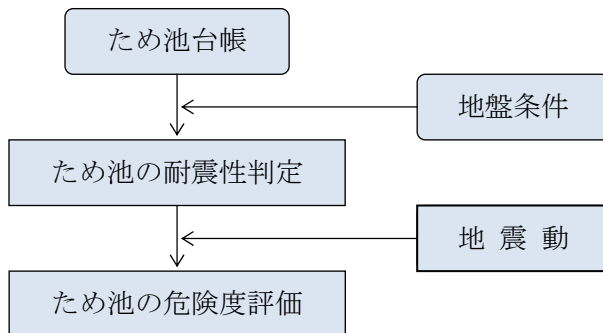 ため池台帳
地盤条件
ため池の耐震性判定
地 震 動
ため池の危険度評価